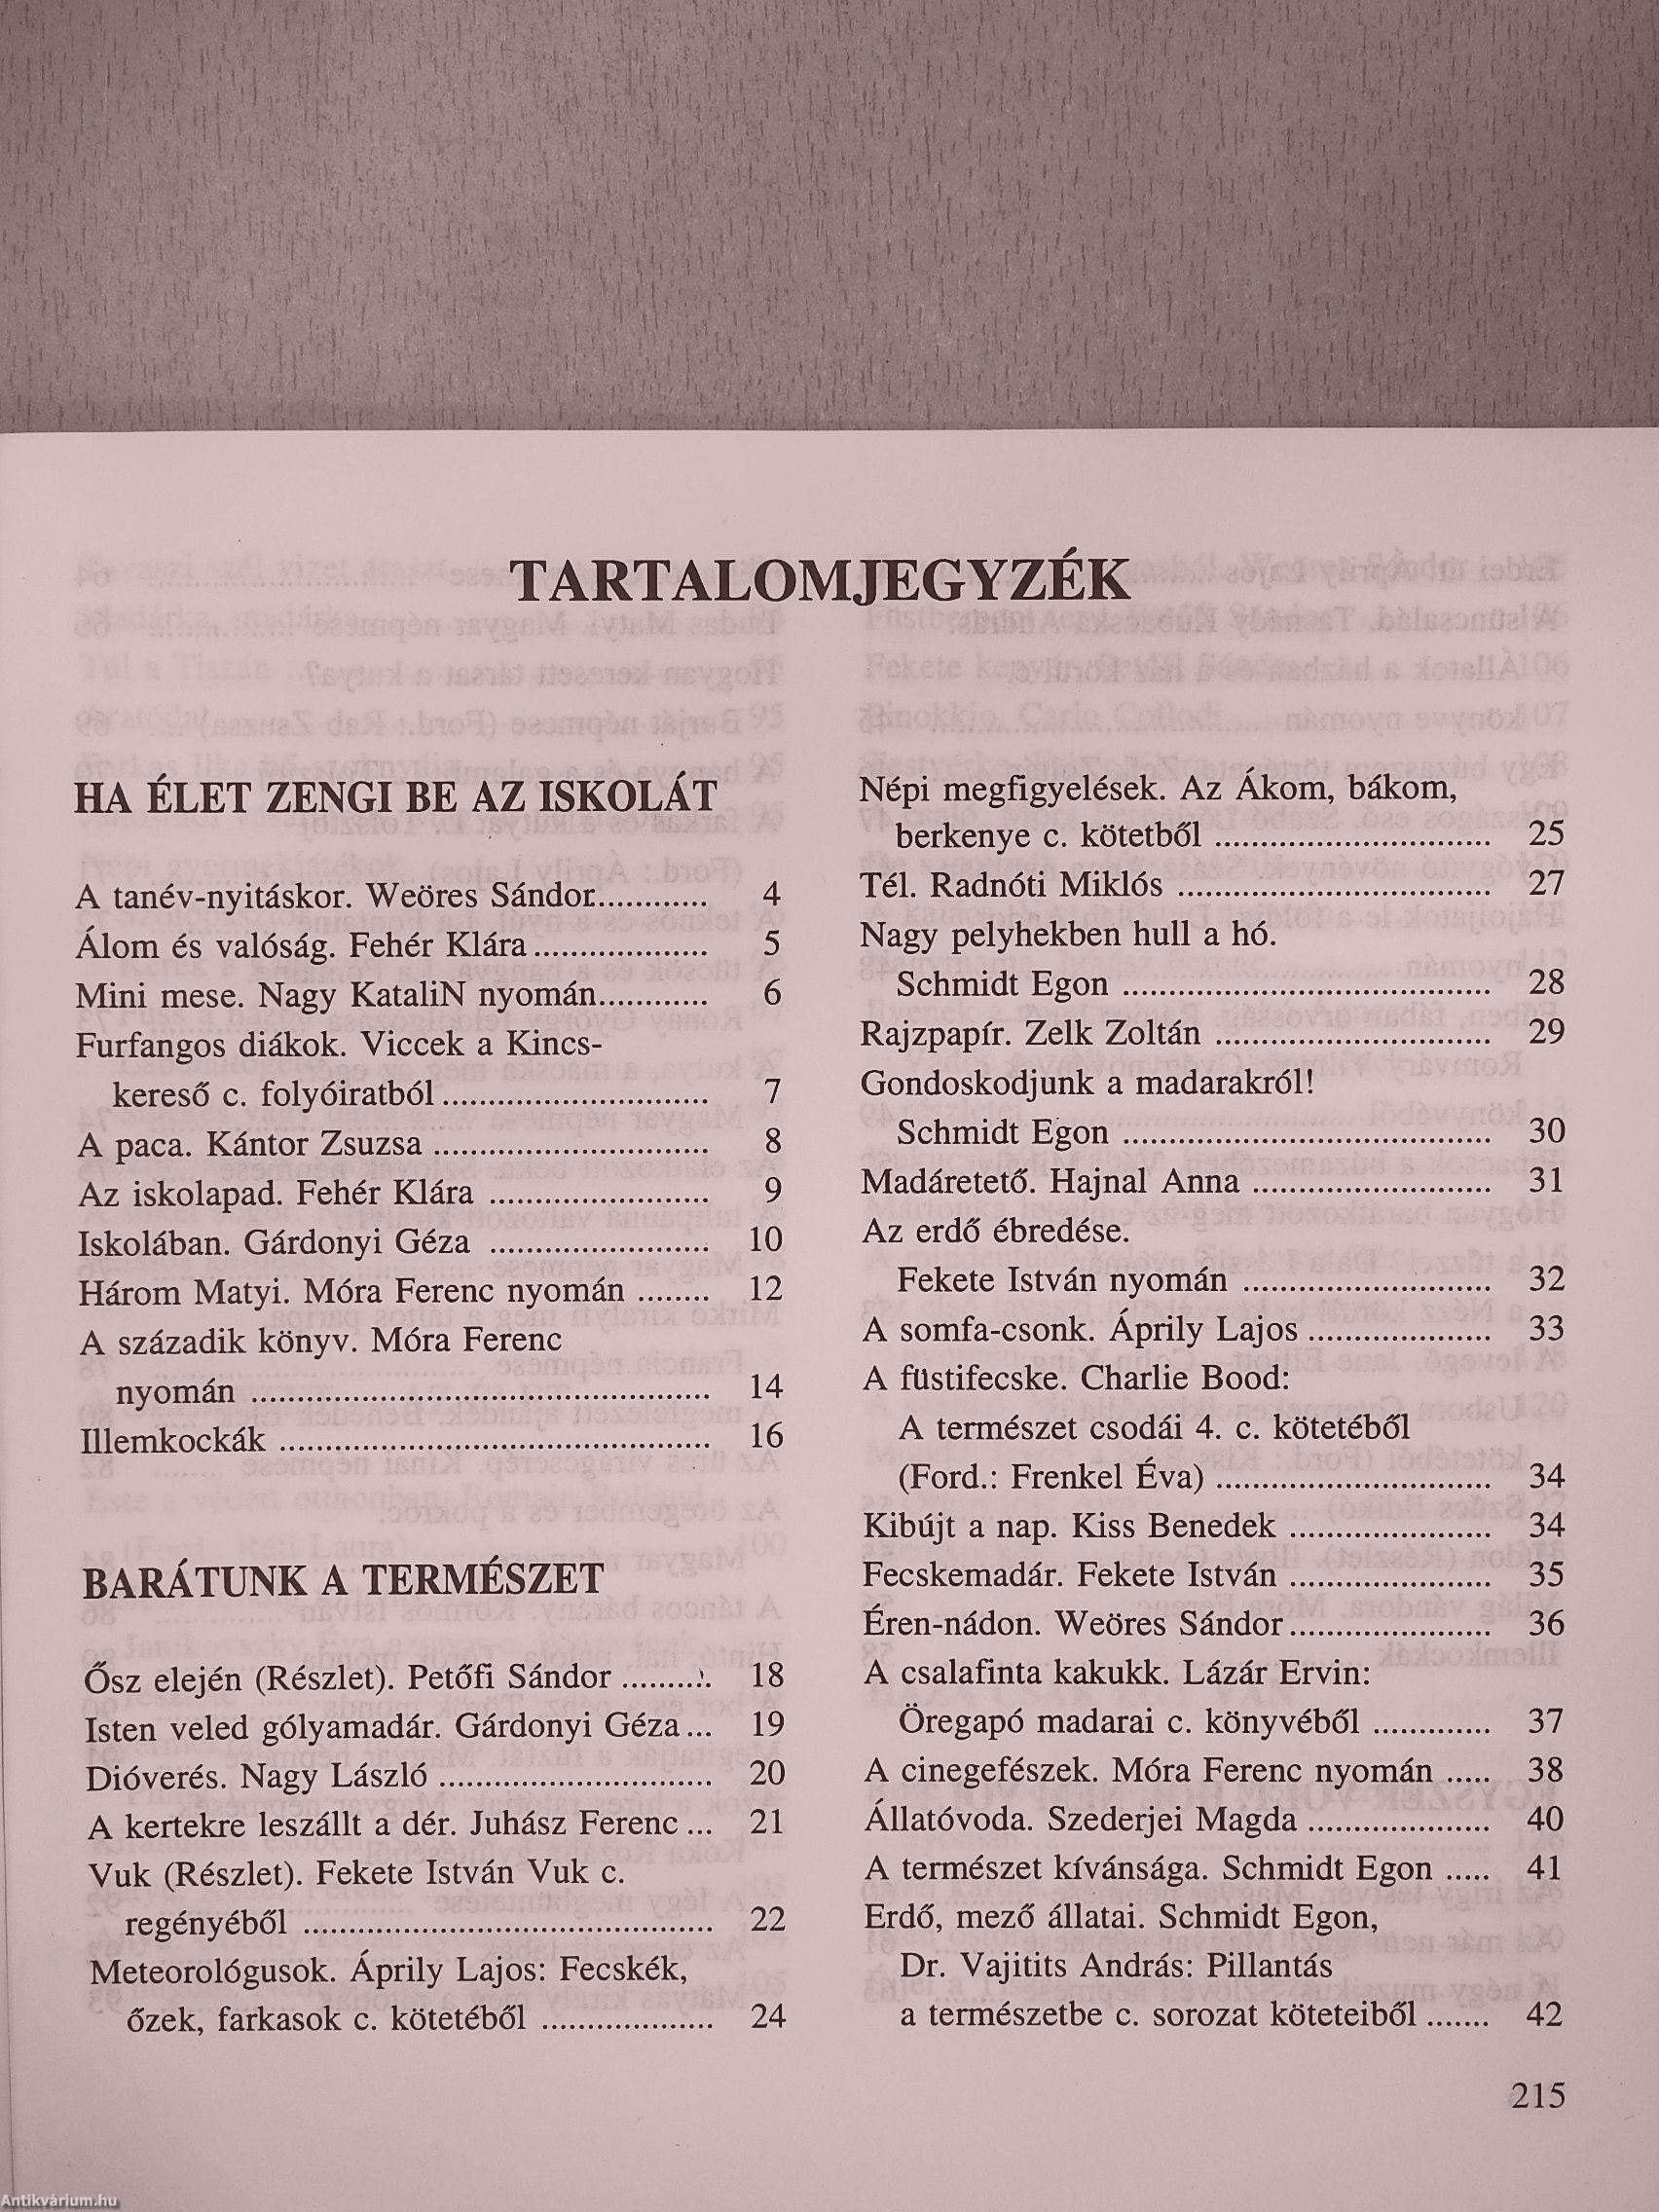 TARTALOMJEGYZÉK
HA ÉLET ZENGI BE AZ ISKOLÁT
A tanév-nyitáskor. Weöres Sándor............ 4
Álom és valóság. Fehér Klára................... 5
Mini mese. Nagy KataliN nyomán............ 6
Furfangos diákok. Viccek a Kincs-
kereső c. folyóiratból............................. 7
A paca. Kántor Zsuzsa .............................. 8
Az iskolapad. Fehér Klára ........................ 9
Iskolában. Gárdonyi Géza ........................ 10
Három Matyi. Móra Ferenc nyomán ........ 12
A századik könyv. Móra Ferenc
nyomán .................................................. 14
Illemkockák ............................................... 16
BARÁTUNK A TERMÉSZET
Ősz elején (Részlet). Petőfi Sándor .......... 18
Isten veled gólyamadár. Gárdonyi Géza... 19
Dióverés. Nagy László .............................. 20
A kertekre leszállt a dér. Juhász Ferenc ... 21
Vuk (Részlet). Fekete István Vuk c.
regényéből ............................................. 22
Meteorológusok. Áprily Lajos: Fecskék,
őzek, farkasok c. kötetéből ................... 24
Népi megfigyelések. Az Ákom, bákom,
berkenye c. kötetből .............................. 25
Tél. Radnóti Miklós .................................. 27
Nagy pelyhekben hull a hó.
Schmidt Egon ........................................ 28
Rajzpapír. Zelk Zoltán .............................. 29
Gondoskodjunk a madarakról!
Schmidt Egon ........................................ 30
Madáretető. Hajnal Anna .......................... 31
Az erdő ébredése.
Fekete István nyomán ........................... 32
A somfa-csonk. Áprily Lajos .................... 33
A füstifecske. Charlie Bood:
A természet csodái 4. c. kötetéből
(Ford.: Frenkel Éva) .............................. 34
Kibújt a nap. Kiss Benedek ...................... 34
Fecskemadár. Fekete István ...................... 35
Éren-nádon. Weöres Sándor...................... 36
A csalafinta kakukk. Lázár Ervin:
Öregapó madarai c. könyvéből ............. 37
A cinegefészek. Móra Ferenc nyomán ..... 38
Állatóvoda. Szederjei Magda .................... 40
A természet kívánsága. Schmidt Egon ..... 41
Erdő, mező állatai. Schmidt Egon,
Dr. Vajitits András: Pillantás
a természetbe c. sorozat köteteiből ....... 42
215
Antikvárium.hu